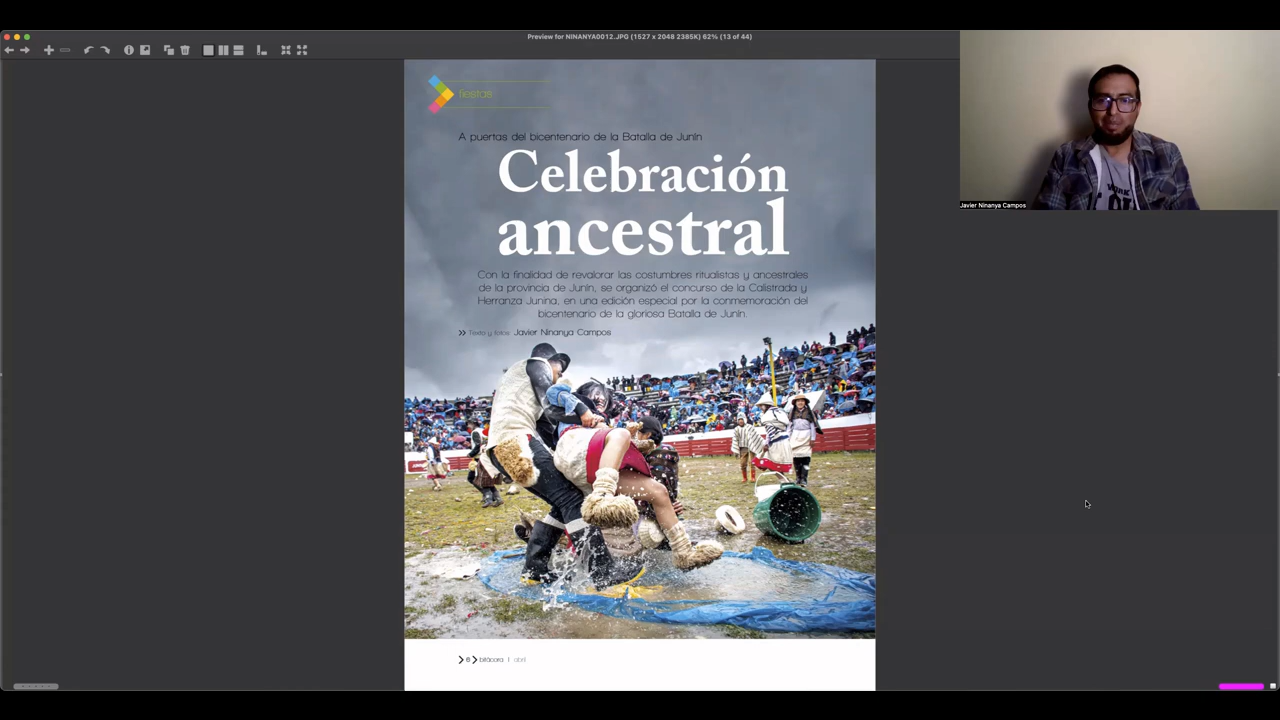 Preview for NINANYA0012.JPG (1527 x 2048 2385K) 62% (13 of 44)
fiestas
A puertas del bicentenario de la Batalla de Junín
Celebración
ancestral
Con la finalidad de revalorar las costumbres ritualistas y ancestrales
de la provincia de Junín, se organizó el concurso de la Calistrada y
Herranza Junina, en una edición especial por la conmemoración del
bicentenario de la gloriosa Batalla de Junín.
Texto y fotos: Javier Ninanya Campos
6 bitácora | abril
WORK
Javier Ninanya Campos